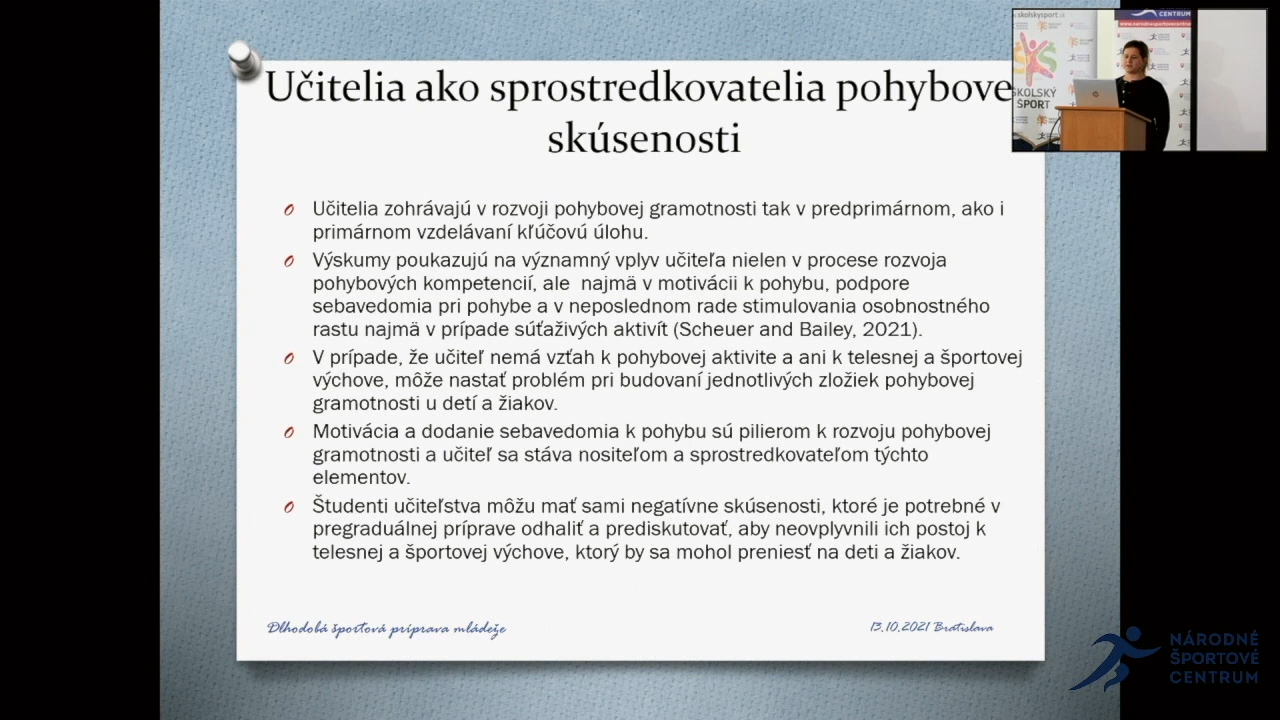 Učitelia ako sprostredkovatelia pohybove
skúsenosti
Učitelia zohrávajú v rozvoji pohybovej gramotnosti tak v predprimárnom, ako i
primárnom vzdelávaní kľúčovú úlohu.
Výskumy poukazujú na významný vplyv učiteľa nielen v procese rozvoja
pohybových kompetencií, ale  najmä v motivácii k pohybu, podpore
sebavedomia pri pohybe a v neposlednom rade stimulovania osobnostného
rastu najmä v prípade súťaživých aktivít (Scheuer and Bailey, 2021).
V prípade, že učiteľ nemá vzťah k pohybovej aktivite a ani k telesnej a športovej
výchove, môže nastať problém pri budovaní jednotlivých zložiek pohybovej
gramotnosti u detí a žiakov.
Motivácia a dodanie sebavedomia k pohybu sú pilierom k rozvoju pohybovej
gramotnosti a učiteľ sa stáva nositeľom a sprostredkovateľom týchto
elementov.
Študenti učiteľstva môžu mať sami negatívne skúsenosti, ktoré je potrebné v
pregraduálnej príprave odhaliť a prediskutovať, aby neovplyvnili ich postoj k
telesnej a športovej výchove, ktorý by sa mohol preniesť na deti a žiakov.
Dlhodobá športová príprava mládeže
13.10.2021 Bratislava
.skolskysport.sk
CENTRUM
ŠKOLSKÝ
ŠPORT
NÁRODNÉ
ŠPORTOVÉ
CENTRUM